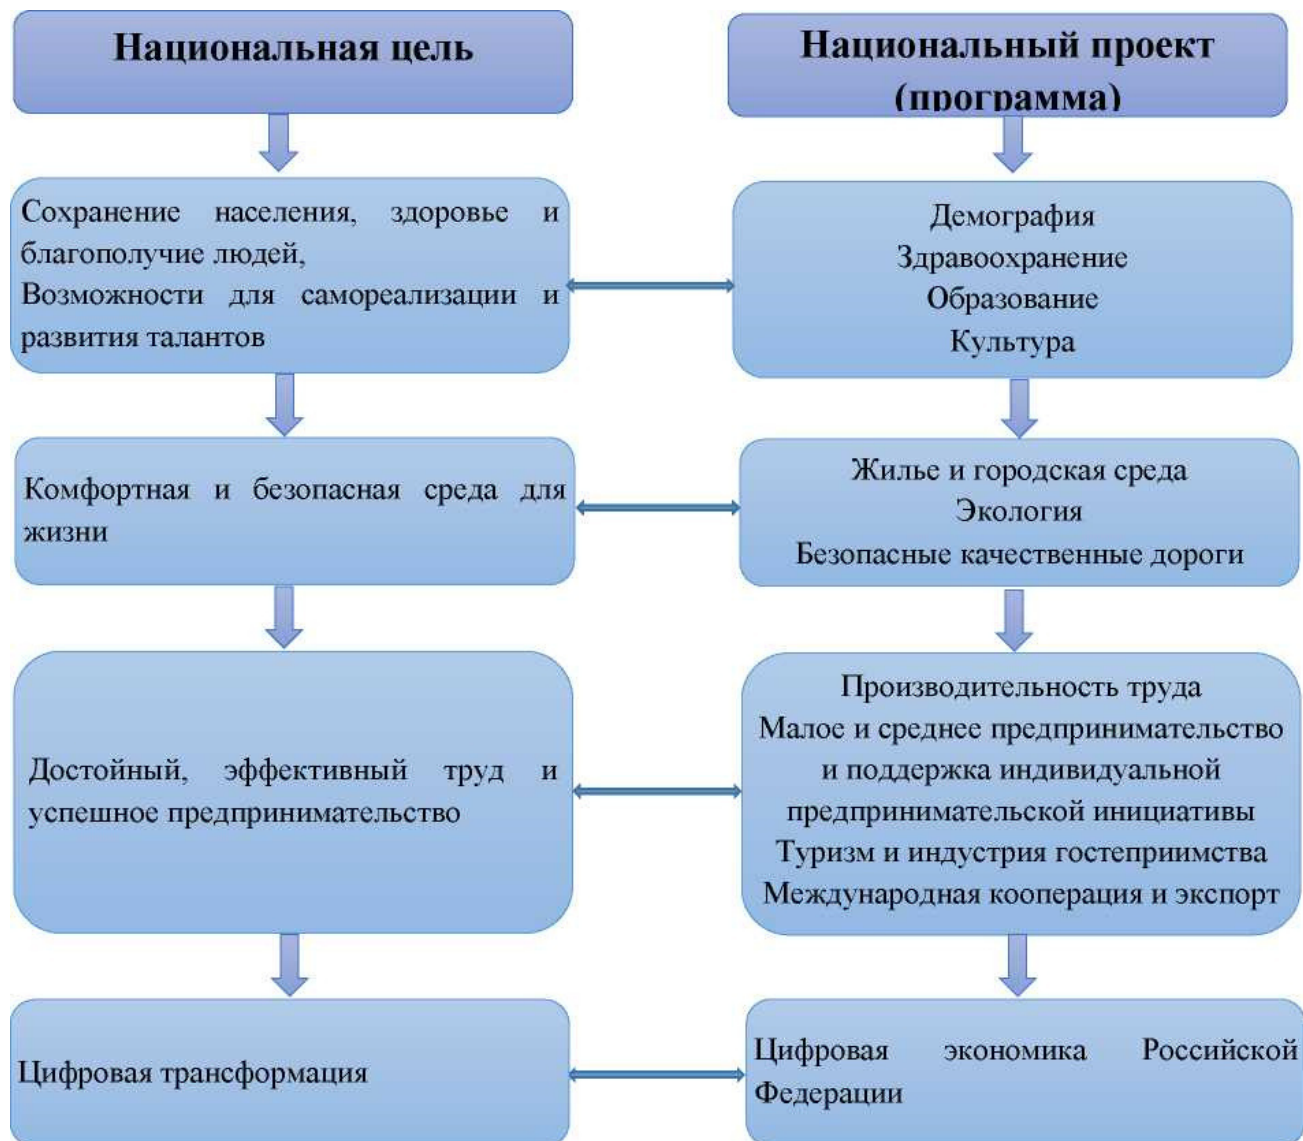 Национальная цель
Национальный проект
(программа)
Сохранение населения, здоровье и
благополучие людей,
Возможности для самореализации и
развития талантов
Демография
Здравоохранение
Образование
Культура
Комфортная и безопасная среда для
жизни
Жилье и городская среда
Экология
Безопасные качественные дороги
Достойный, эффективный труд и
успешное предпринимательство
Производительность труда
Малое и среднее предпринимательство
и поддержка индивидуальной
предпринимательской инициативы
Туризм и индустрия гостеприимства
Международная кооперация и экспорт
Цифровая трансформация
Цифровая экономика Российской
Федерации